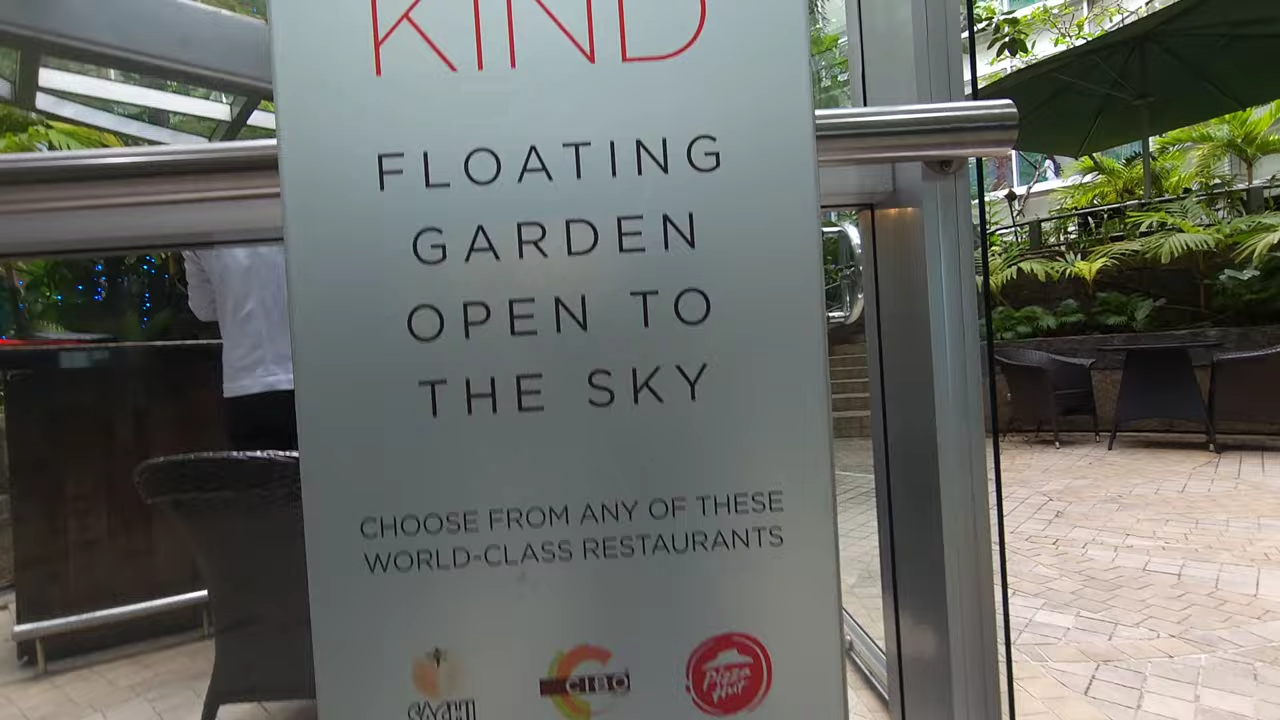 KIND
FLOATING
GARDEN
OPEN TO
THE SKY
CHOOSE FROM ANY OF THESE
WORLD-CLASS RESTAURANTS
CIBO
Pizza
Hut